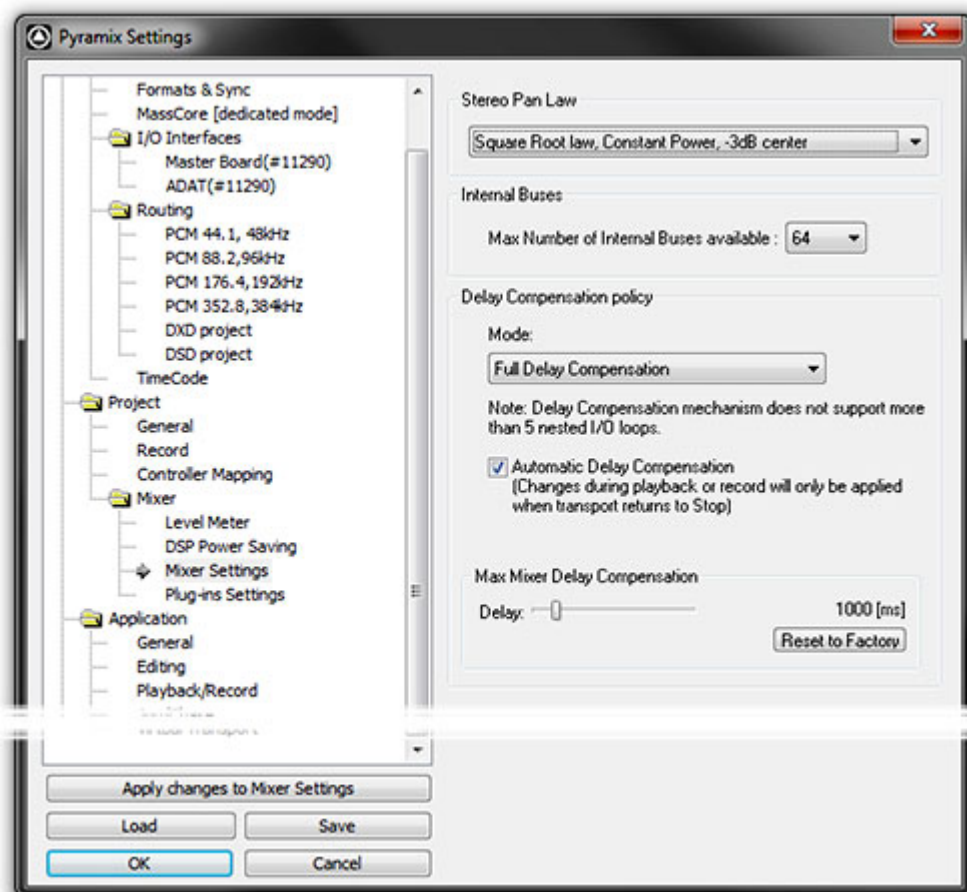 Pyramix Settings
Formats & Sync
MassCore [dedicated mode]
I/O Interfaces
Master Board(#11290)
ADAT(#11290)
Routing
PCM 44.1, 48kHz
PCM 88.2,96kHz
PCM 176.4,192kHz
PCM 352.8,384kHz
DXD project
DSD project
TimeCode
Project
General
Record
Controller Mapping
Mixer
Level Meter
DSP Power Saving
Mixer Settings
Plug-ins Settings
Application
General
Editing
Playback/Record
Virtual Transport
Apply changes to Mixer Settings
Load
Save
OK
Cancel
Stereo Pan Law
Square Root law, Constant Power, -3dB center
Internal Buses
Max Number of Internal Buses available : 64
Delay Compensation policy
Mode:
Full Delay Compensation
Note: Delay Compensation mechanism does not support more
than 5 nested I/O loops.
Automatic Delay Compensation
(Changes during playback or record will only be applied
when transport returns to Stop)
Max Mixer Delay Compensation
Delay: 1000 [ms]
Reset to Factory